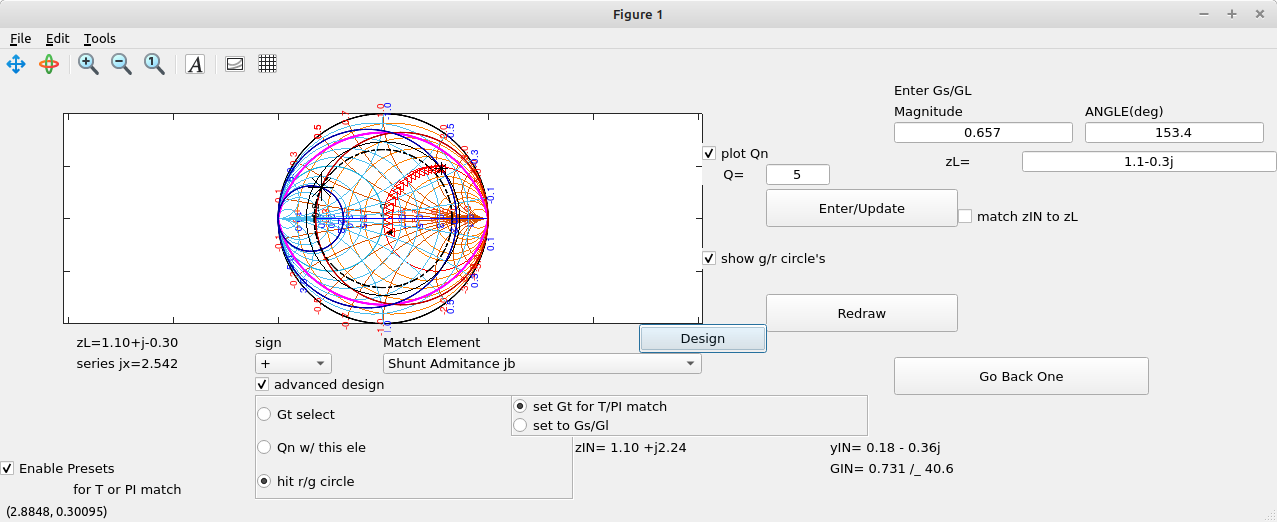 Figure 1
File Edit Tools
Enter Gs/GL
Magnitude ANGLE(deg)
0.657 153.4
plot Qn
zL= 1.1-0.3j
Q= 5
Enter/Update
match zIN to zL
show g/r circle's
Redraw
Design
zL=1.10+j-0.30 sign Match Element
series jx=2.542 + Shunt Admitance jb
Go Back One
advanced design
set Gt for T/PI match
Gt select
set to Gs/Gl
Qn w/ this ele zIN= 1.10 +j2.24 yIN= 0.18 - 0.36j
Enable Presets GIN= 0.731 /_ 40.6
hit r/g circle
for T or PI match
(2.8848, 0.30095)